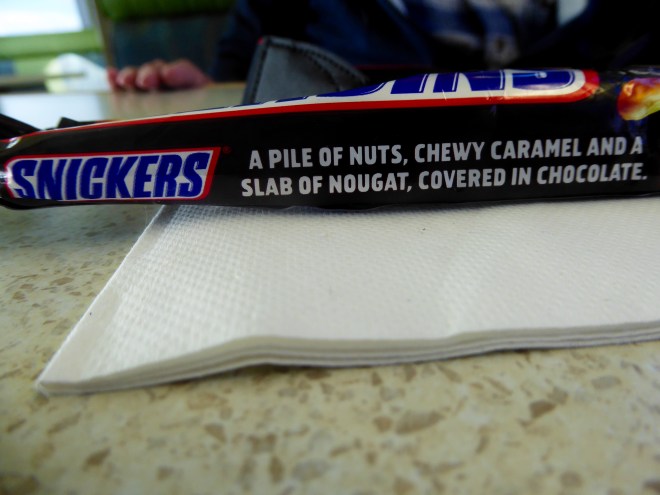 SNICKERS
A PILE OF NUTS, CHEWY CARAMEL AND A
SLAB OF NOUGAT, COVERED IN CHOCOLATE.